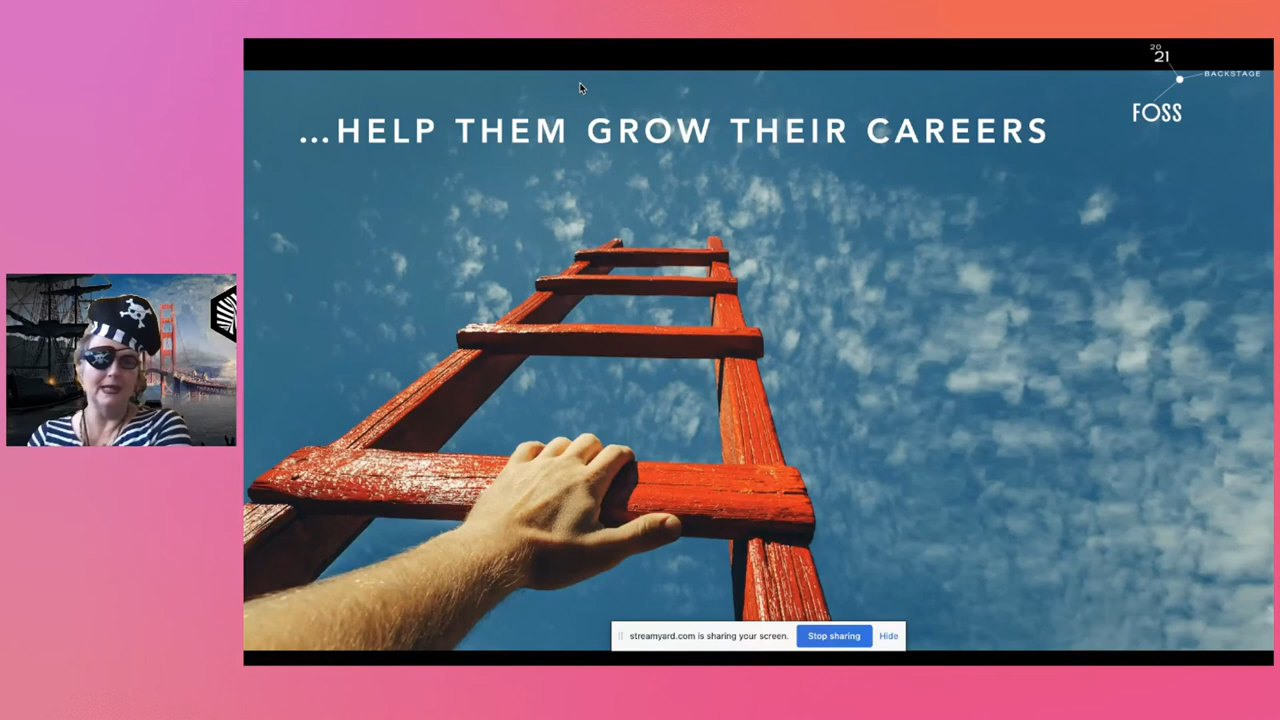 20
21
BACKSTAGE
FOSS
...HELP THEM GROW THEIR CAREERS
streamyard.com is sharing your screen. Stop sharing Hide